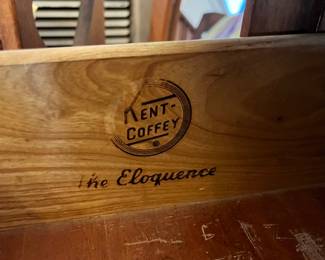 KENT-
COFFEY
The Eloquence